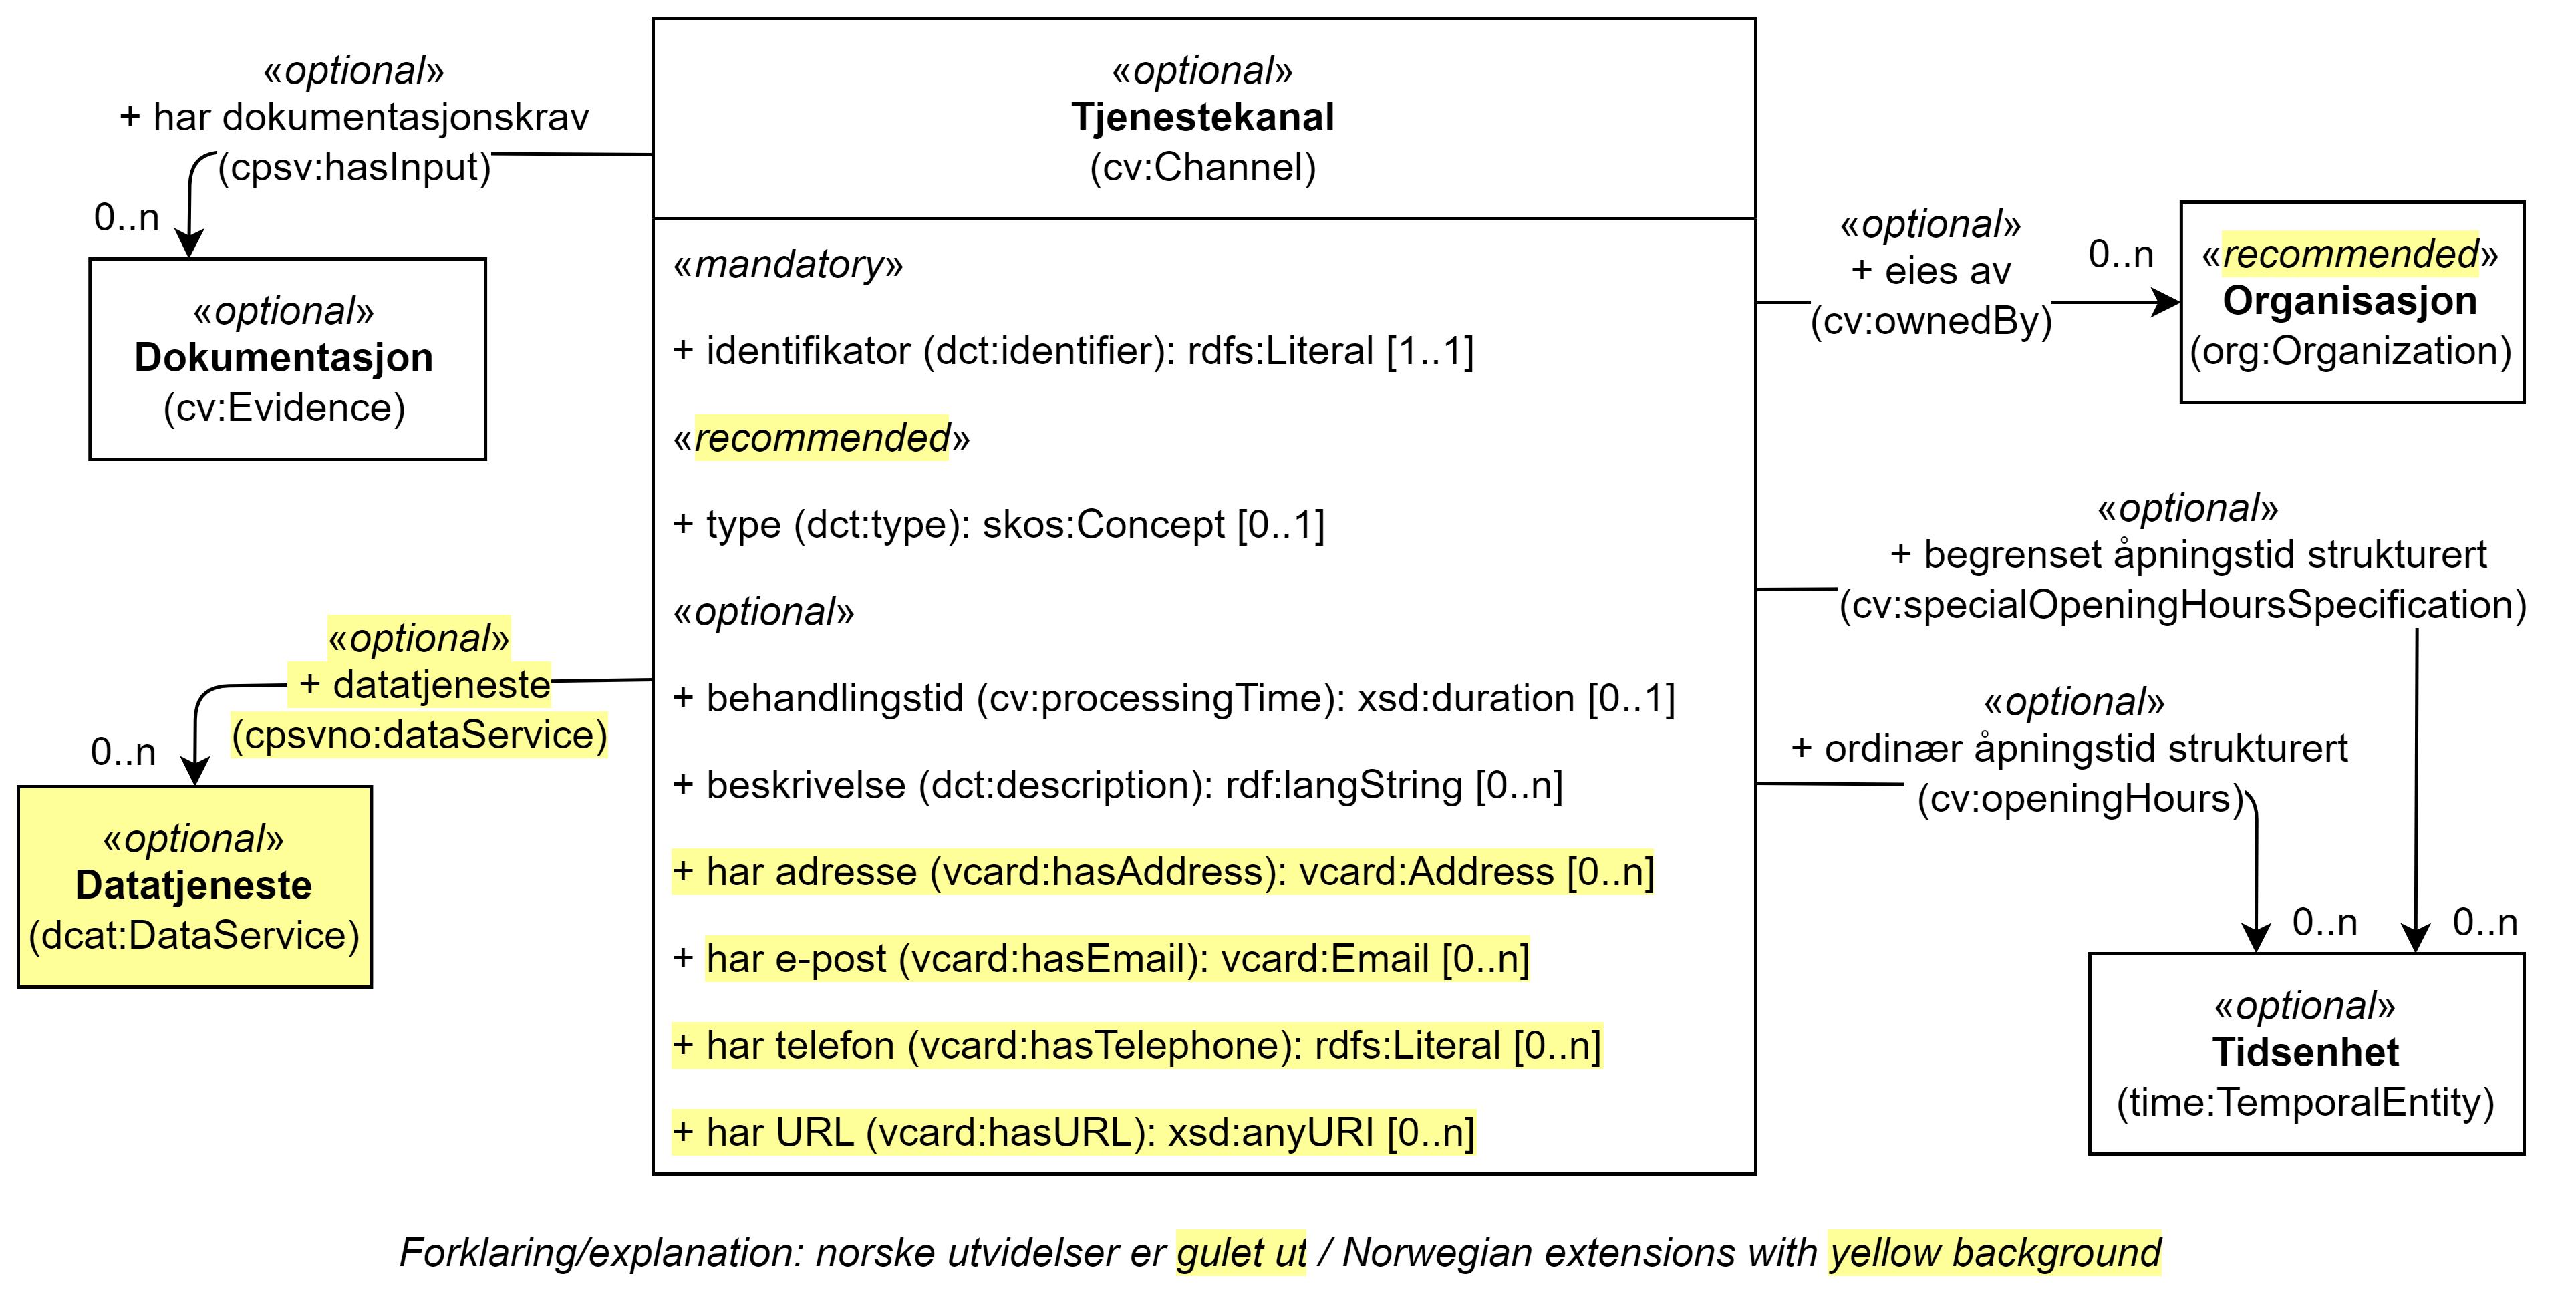 «optional»
+ har dokumentasjonskrav
(cpsv:hasInput)
0..n
«optional»
Dokumentasjon
(cv:Evidence)
«optional»
+ datatjeneste
(cpsvno:dataService)
0..n
«optional»
Datatjeneste
(dcat:DataService)
«optional»
Tjenestekanal
(cv:Channel)
«mandatory»
+ identifikator (dct:identifier): rdfs:Literal [1..1]
«recommended»
+ type (dct:type): skos:Concept [0..1]
«optional»
+ behandlingstid (cv:processingTime): xsd:duration [0..1]
+ beskrivelse (dct:description): rdf:langString [0..n]
+ har adresse (vcard:hasAddress): vcard:Address [0..n]
+ har e-post (vcard:hasEmail): vcard:Email [0..n]
+ har telefon (vcard:hasTelephone): rdfs:Literal [0..n]
+ har URL (vcard:hasURL): xsd:anyURI [0..n]
«optional»
+ eies av
(cv:ownedBy)
0..n
«recommended»
Organisasjon
(org:Organization)
«optional»
+ begrenset åpningstid strukturert
(cv:specialOpeningHoursSpecification)
«optional»
+ ordinær åpningstid strukturert
(cv:openingHours)
0..n
0..n
«optional»
Tidsenhet
(time:TemporalEntity)
Forklaring/explanation: norske utvidelser er gulet ut / Norwegian extensions with yellow background